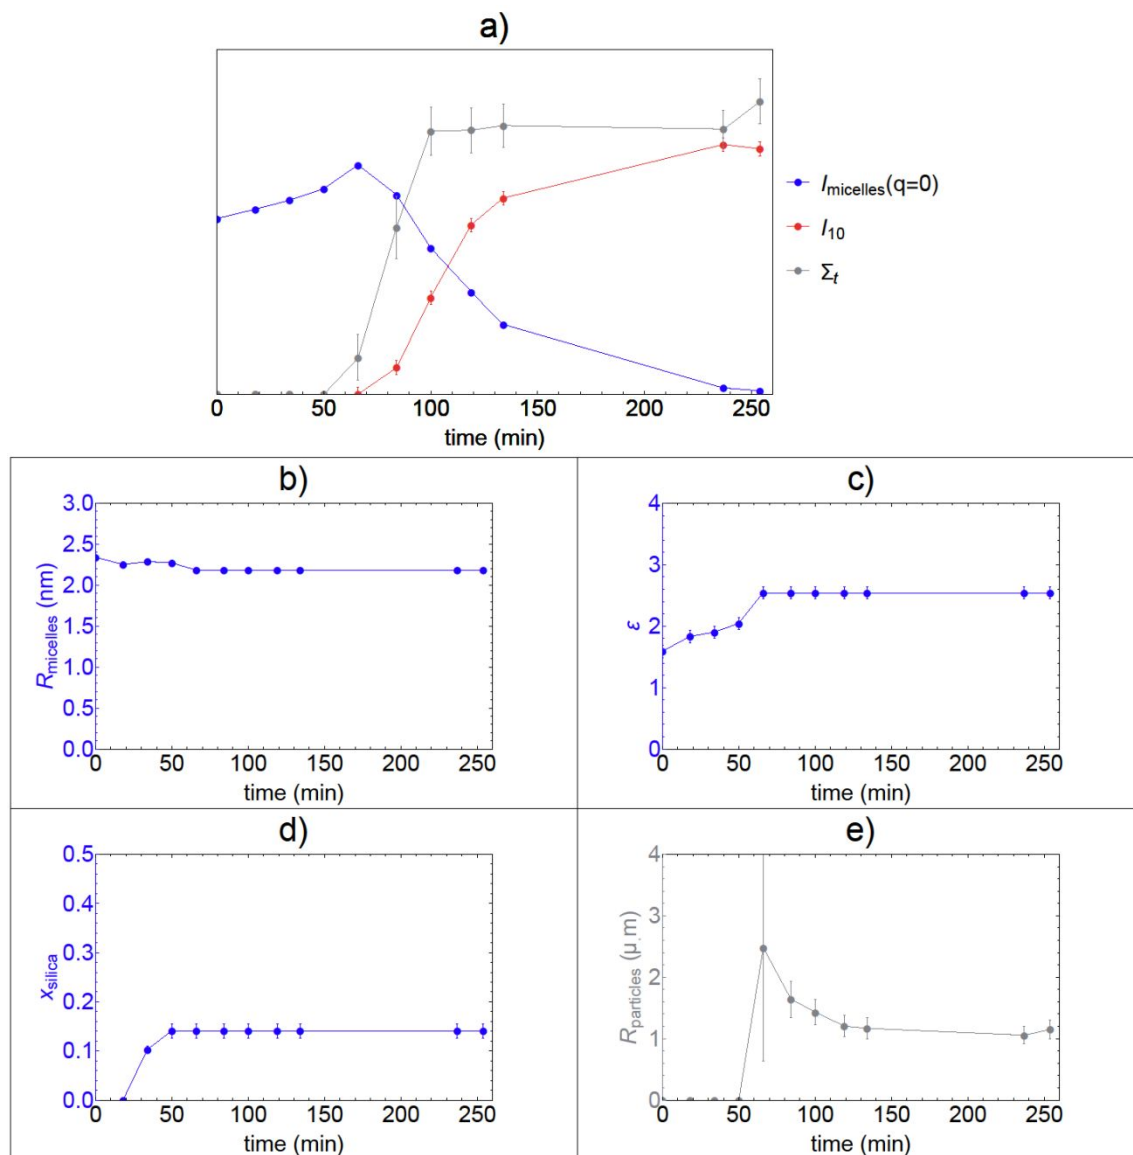 a)
I_micelles(q=0)
I_10
Σ_t
0 50 100 150 200 250
time (min)
b)
3.0
2.5
2.0
1.5
1.0
0.5
0.0
R_micelles (nm)
0 50 100 150 200 250
time (min)
c)
4
3
2
1
0
ε
0 50 100 150 200 250
time (min)
d)
0.5
0.4
0.3
0.2
0.1
0.0
x_silica
0 50 100 150 200 250
time (min)
e)
4
3
2
1
0
R_particles (μ.m)
0 50 100 150 200 250
time (min)